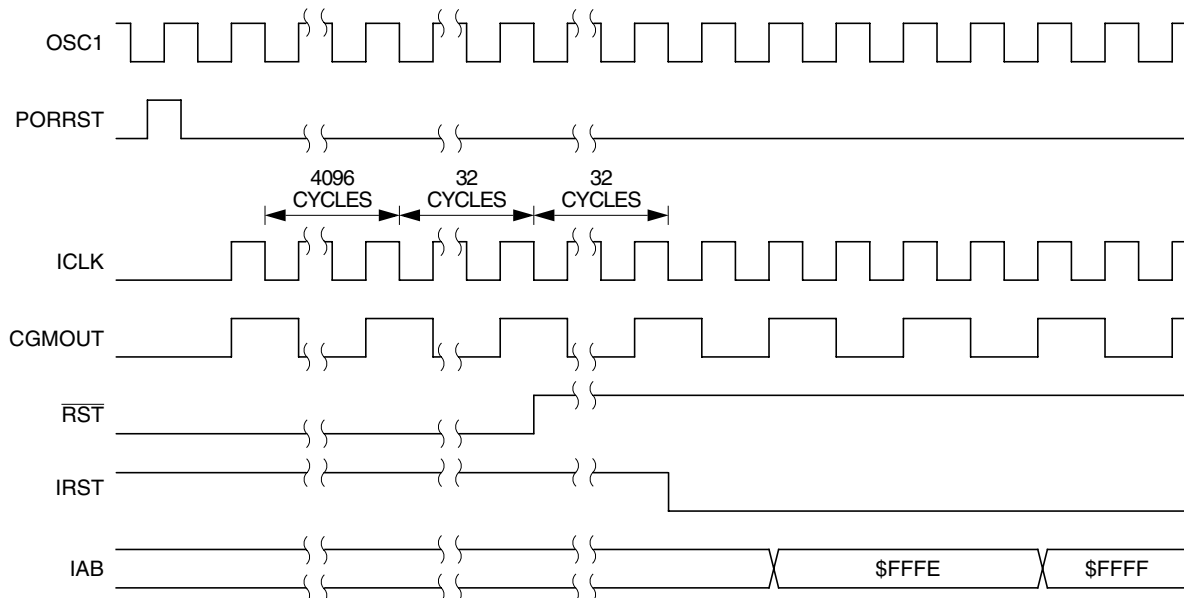 OSC1
PORRST
4096
CYCLES
32
CYCLES
32
CYCLES
ICLK
CGMOUT
RST
IRST
IAB
$FFFE
$FFFF